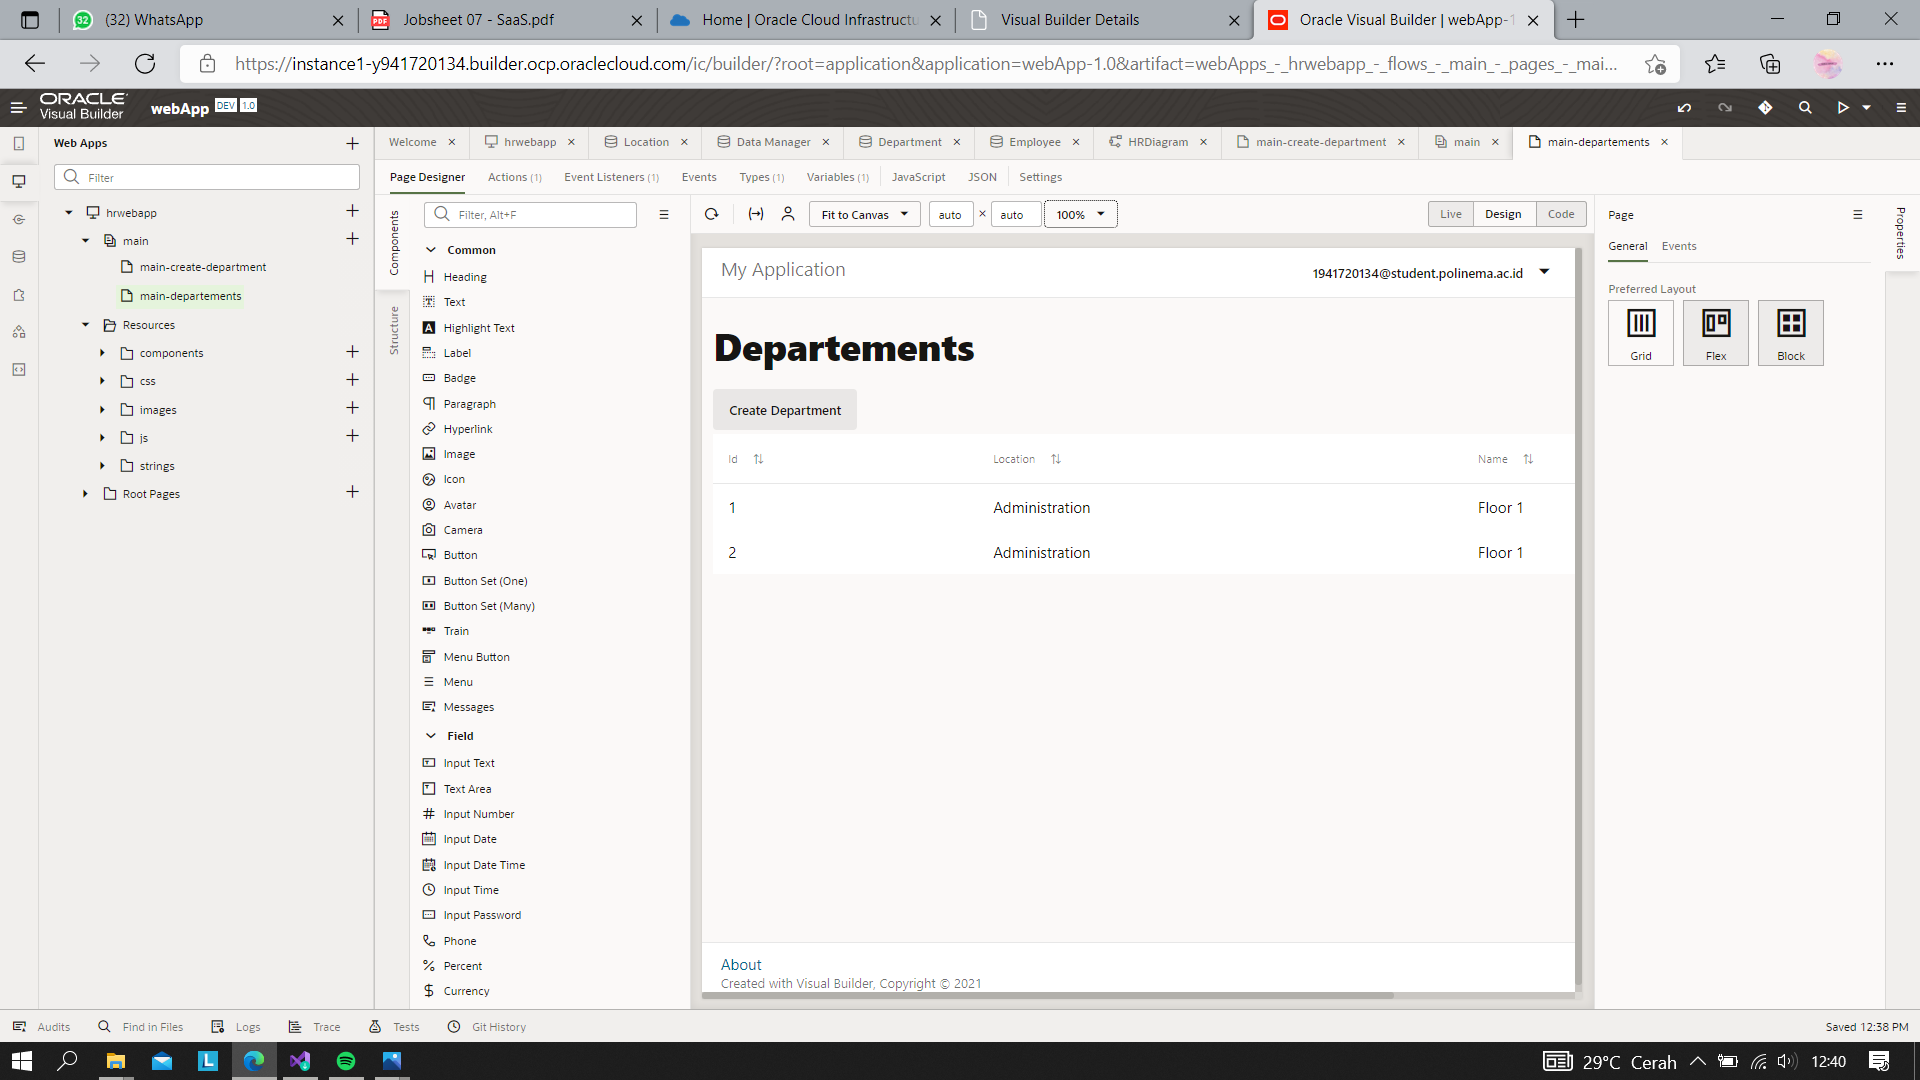 (32) WhatsApp
Jobsheet 07 - SaaS.pdf
Home | Oracle Cloud Infrastructu
Visual Builder Details
Oracle Visual Builder | webApp-1
https://instance1-y941720134.builder.ocp.oraclecloud.com/ic/builder/?root=application&application=webApp-1.0&artifact=webApps_-_hrwebapp_-_flows_-_main_-_pages_-_mai...
ORACLE
Visual Builder
webApp DEV 1.0
Web Apps
Welcome
hrwebapp
Location
Data Manager
Department
Employee
HRDiagram
main-create-department
main
main-departements
Filter
Page Designer
Actions (1)
Event Listeners (1)
Events
Types (1)
Variables (1)
JavaScript
JSON
Settings
hrwebapp
main
main-create-department
main-departements
Resources
components
css
images
js
strings
Root Pages
Components
Structure
Filter, Alt+F
Common
Heading
Text
Highlight Text
Label
Badge
Paragraph
Hyperlink
Image
Icon
Avatar
Camera
Button
Button Set (One)
Button Set (Many)
Train
Menu Button
Menu
Messages
Field
Input Text
Text Area
Input Number
Input Date
Input Date Time
Input Time
Input Password
Phone
Percent
Currency
Fit to Canvas
auto × auto
100%
Live
Design
Code
My Application
1941720134@student.polinema.ac.id
Departements
Create Department
Id Location Name
1 Administration Floor 1
2 Administration Floor 1
About
Created with Visual Builder, Copyright © 2021
Page
General
Events
Preferred Layout
Grid
Flex
Block
Properties
Audits
Find in Files
Logs
Trace
Tests
Git History
Saved 12:38 PM
29°C Cerah
12:40